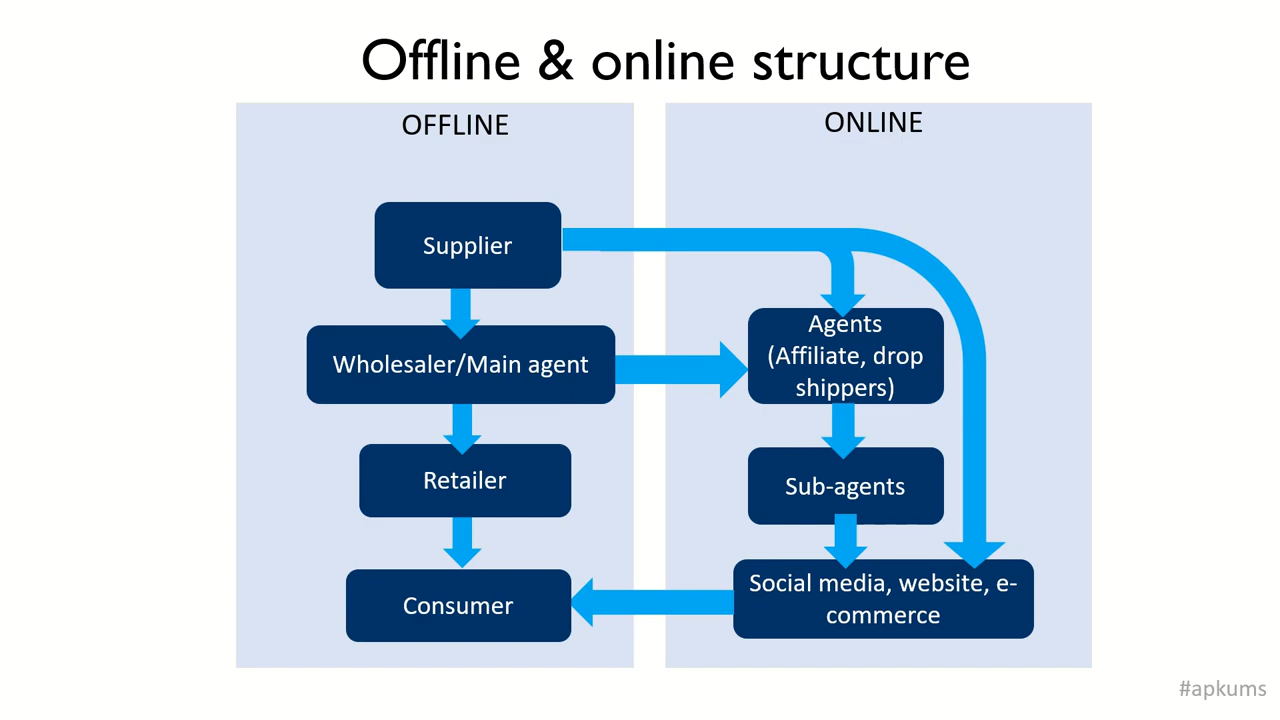 Offline & online structure
OFFLINE
Supplier
Wholesaler/Main agent
Retailer
Consumer
ONLINE
Agents
(Affiliate, drop
shippers)
Sub-agents
Social media, website, e-
commerce
#apkums